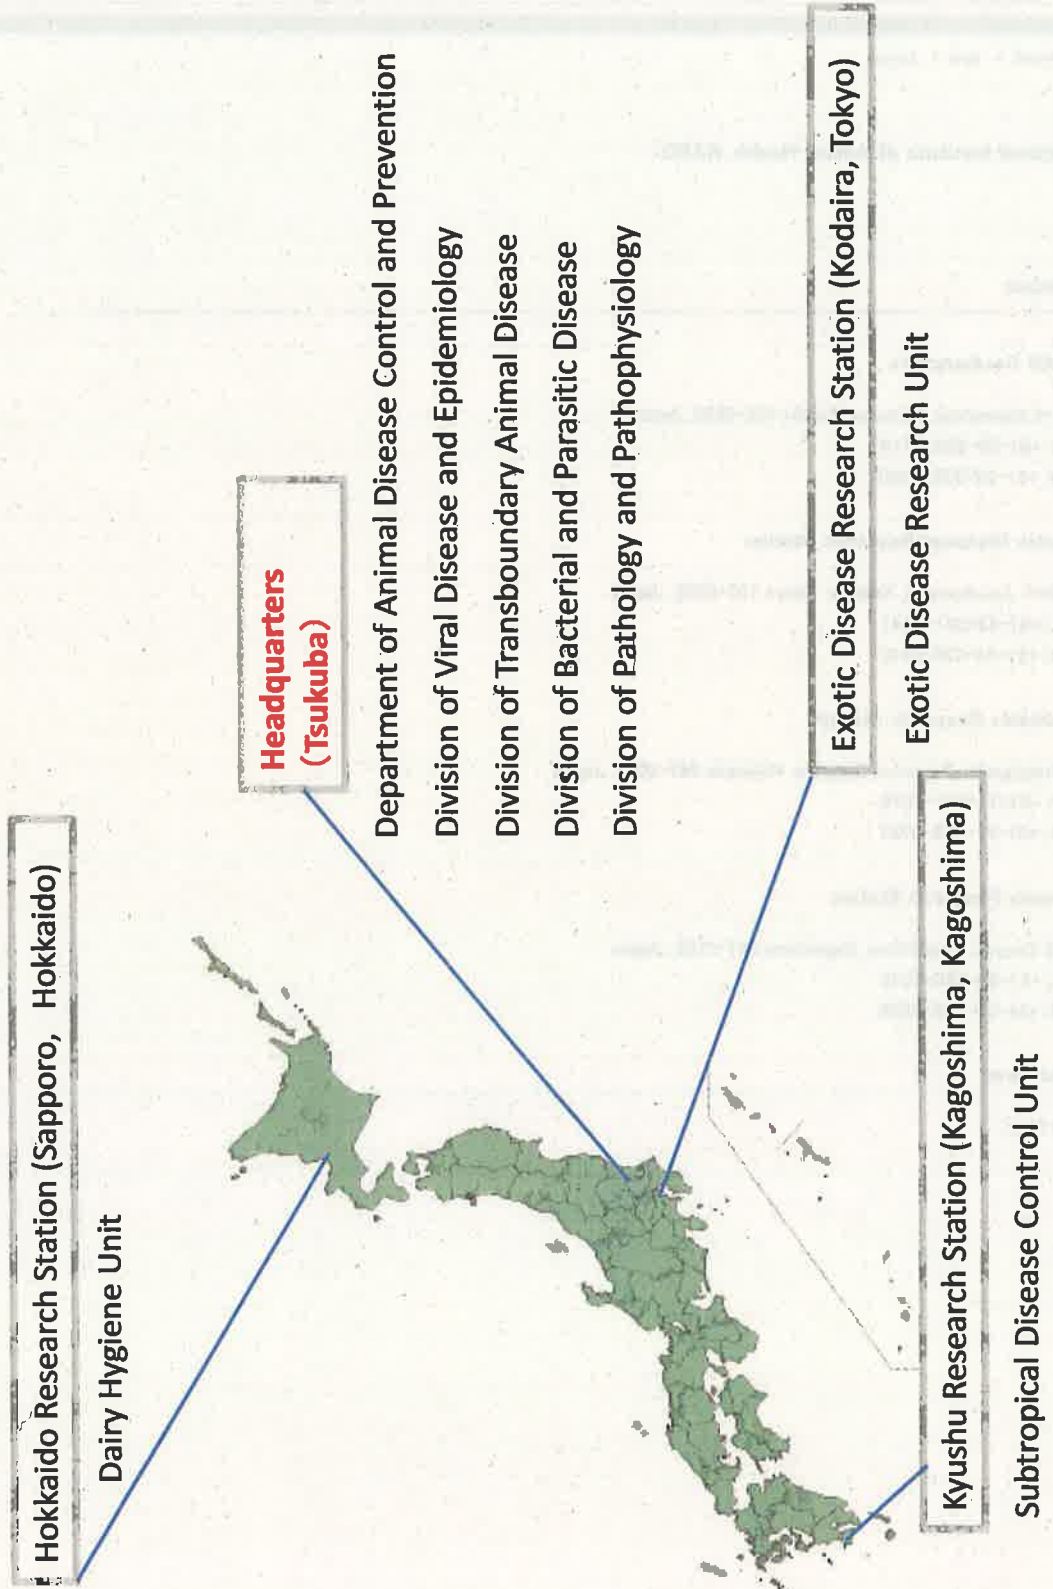 Hokkaido Research Station (Sapporo, Hokkaido)
Dairy Hygiene Unit
Headquarters
(Tsukuba)
Department of Animal Disease Control and Prevention
Division of Viral Disease and Epidemiology
Division of Transboundary Animal Disease
Division of Bacterial and Parasitic Disease
Division of Pathology and Pathophysiology
Exotic Disease Research Station (Kodaira, Tokyo)
Exotic Disease Research Unit
Kyushu Research Station (Kagoshima, Kagoshima)
Subtropical Disease Control Unit